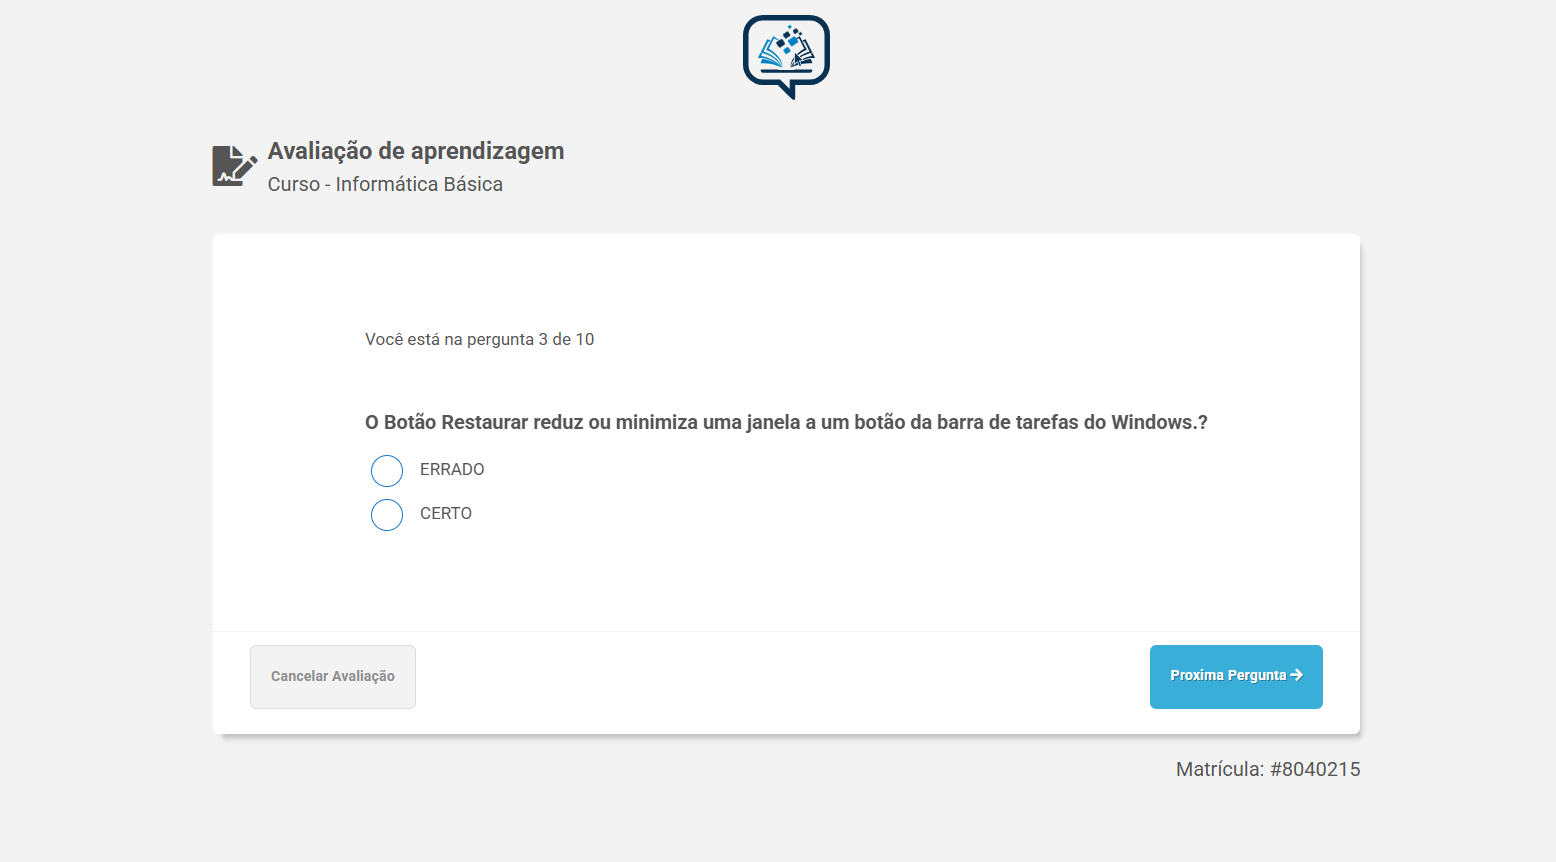 Avaliação de aprendizagem
Curso - Informática Básica
Você está na pergunta 3 de 10
O Botão Restaurar reduz ou minimiza uma janela a um botão da barra de tarefas do Windows.?
ERRADO
CERTO
Cancelar Avaliação
Proxima Pergunta
Matrícula: #8040215